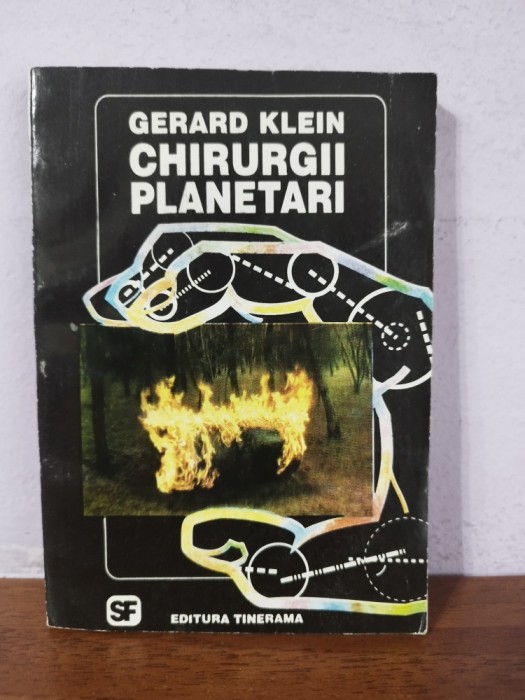 GERARD KLEIN
CHIRURGII
PLANETARI
SF
EDITURA TINERAMA